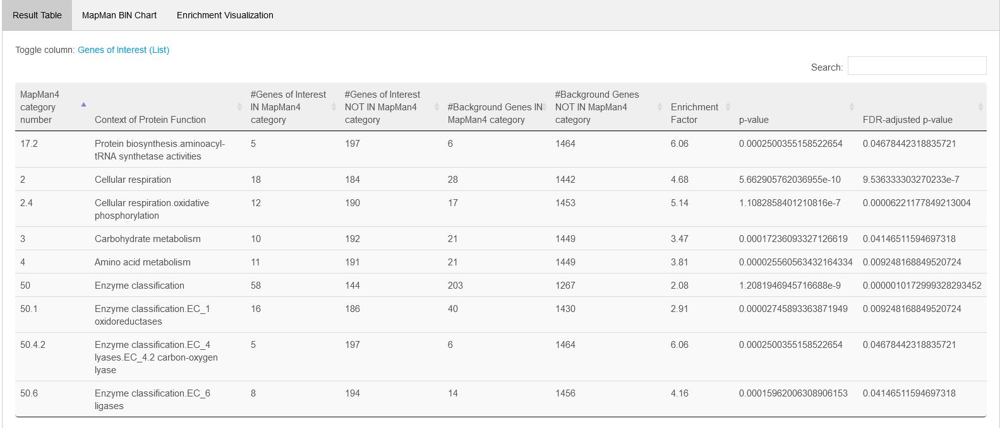 Result Table MapMan BIN Chart Enrichment Visualization
Toggle column: Genes of Interest (List)
Search:
MapMan4 category number
Context of Protein Function
#Genes of Interest IN MapMan4 category
#Genes of Interest NOT IN MapMan4 category
#Background Genes IN MapMan4 category
#Background Genes NOT IN MapMan4 category
Enrichment Factor
p-value
FDR-adjusted p-value
17.2 Protein biosynthesis.aminoacyl- 5 197 6 1464 6.06 0.0002500355158522654 0.04678442318835721
tRNA synthetase activities
2 Cellular respiration 18 184 28 1442 4.68 5.662905762036955e-10 9.536333303270233e-7
2.4 Cellular respiration.oxidative 12 190 17 1453 5.14 1.1082858401210816e-7 0.00006221177849213004
phosphorylation
3 Carbohydrate metabolism 10 192 21 1449 3.47 0.00017236093327126619 0.04146511594697318
4 Amino acid metabolism 11 191 21 1449 3.81 0.000025560563432164334 0.009248168849520724
50 Enzyme classification 58 144 203 1267 2.08 1.2081946945716688e-9 0.0000010172999328293452
50.1 Enzyme classification.EC_1 16 186 40 1430 2.91 0.00002745893363871949 0.009248168849520724
oxidoreductases
50.4.2 Enzyme classification.EC_4 5 197 6 1464 6.06 0.0002500355158522654 0.04678442318835721
lyases.EC_4.2 carbon-oxygen
lyase
50.6 Enzyme classification.EC_6 8 194 14 1456 4.16 0.00015962006308906153 0.04146511594697318
ligases